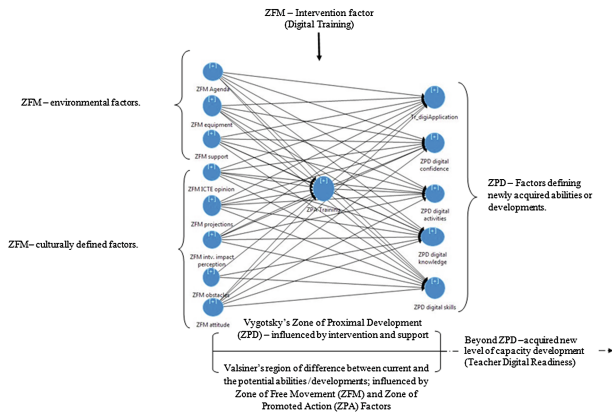 ZFM – Intervention factor
(Digital Training)
ZFM – environmental factors.
ZFM Agenda
ZFM equipment
ZFM support
ZFM ICTE opinion
ZFM projections
ZFM intv. impact
perception
ZFM obstacles
ZFM attitude
ZFM– culturally defined factors.
ZPA Training
Tr_digiApplication
ZPD digital
confidence
ZPD digital
activities
ZPD digital
knowledge
ZPD digital skills
ZPD – Factors defining
newly acquired abilities or
developments.
Vygotsky's Zone of Proximal Development
(ZPD) – influenced by intervention and support
Valsiner's region of difference between current and
the potential abilities /developments; influenced by
Zone of Free Movement (ZFM) and Zone of
Promoted Action (ZPA) Factors
Beyond ZPD –acquired new
level of capacity development
(Teacher Digital Readiness)